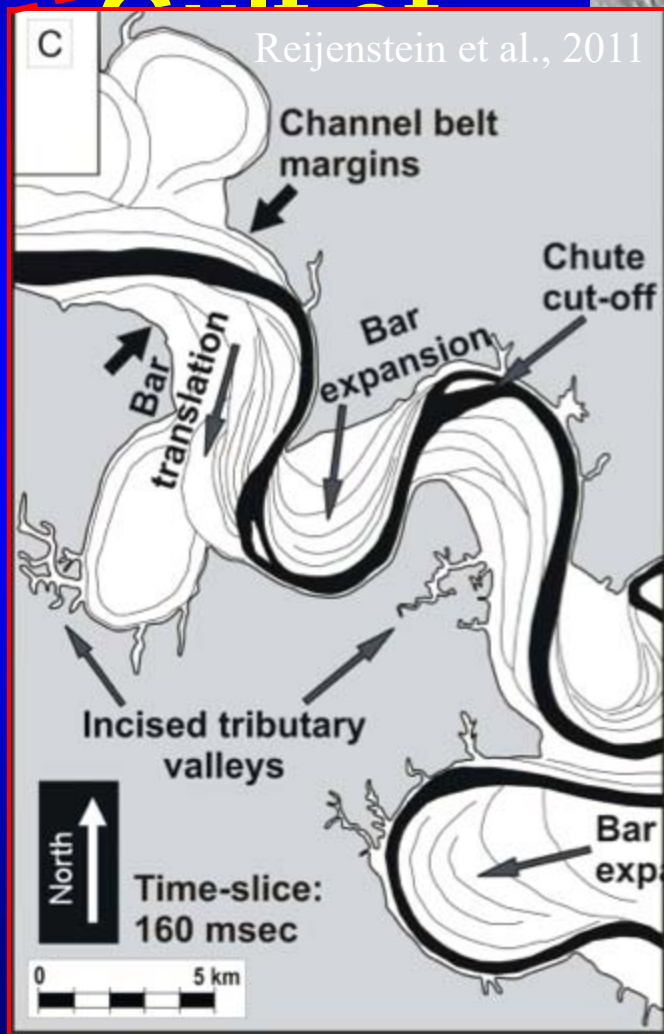 C
Reijenstein et al., 2011
Channel belt
margins
Chute
cut-off
Bar
expansion
Bar
translation
Incised tributary
valleys
Bar
North
Time-slice:
160 msec
0 5 km